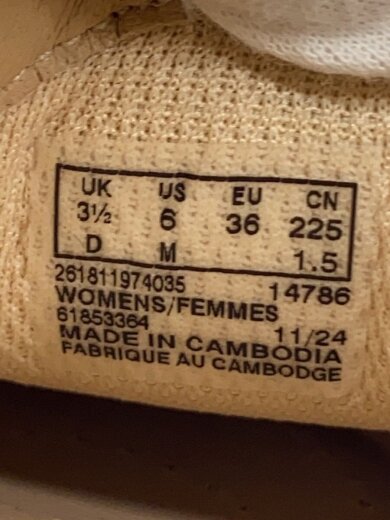 UK US EU CN
3½ 6 36 225
D M 1.5
261811974035 14786
WOMENS/FEMMES
61853364 11/24
MADE IN CAMBODIA
FABRIQUE AU CAMBODGE